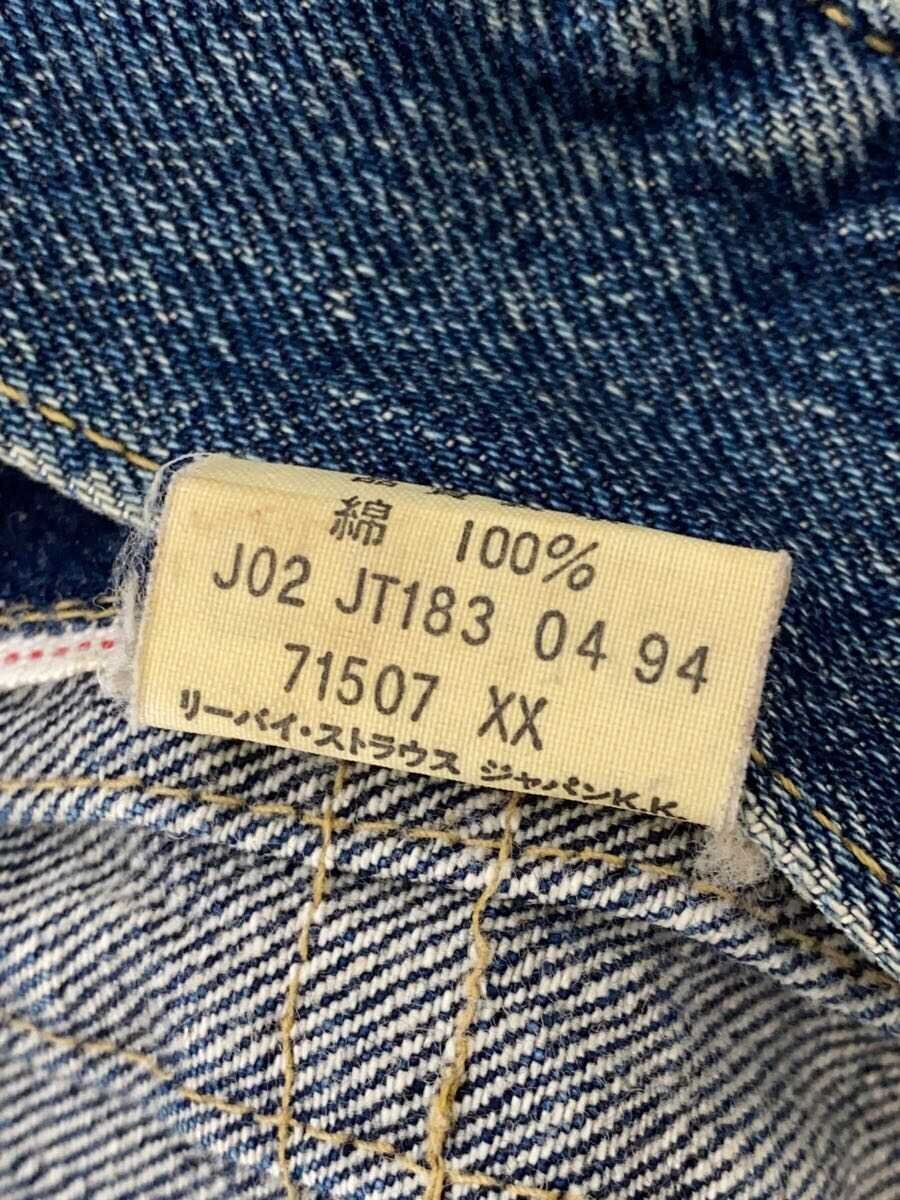 綿 100%
J02 JT183 04 94
71507 XX
リーバイ・ストラウス ジャパンK.K.